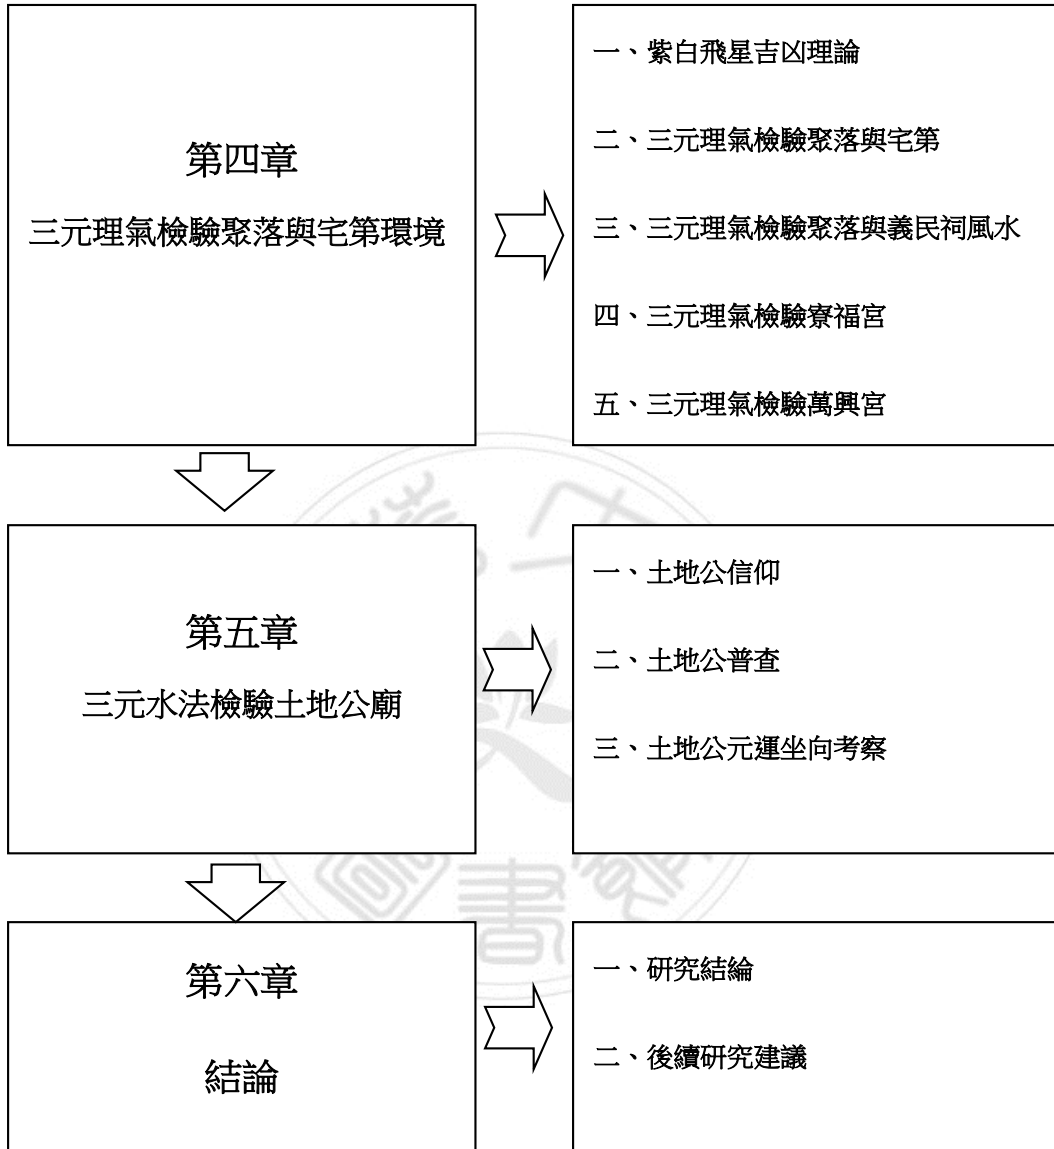 第四章
三元理氣檢驗聚落與宅第環境
一、紫白飛星吉凶理論
二、三元理氣檢驗聚落與宅第
三、三元理氣檢驗聚落與義民祠風水
四、三元理氣檢驗寮福宮
五、三元理氣檢驗萬興宮
第五章
三元水法檢驗土地公廟
一、土地公信仰
二、土地公普查
三、土地公元運坐向考察
第六章
結論
一、研究結綸
二、後續研究建議
書